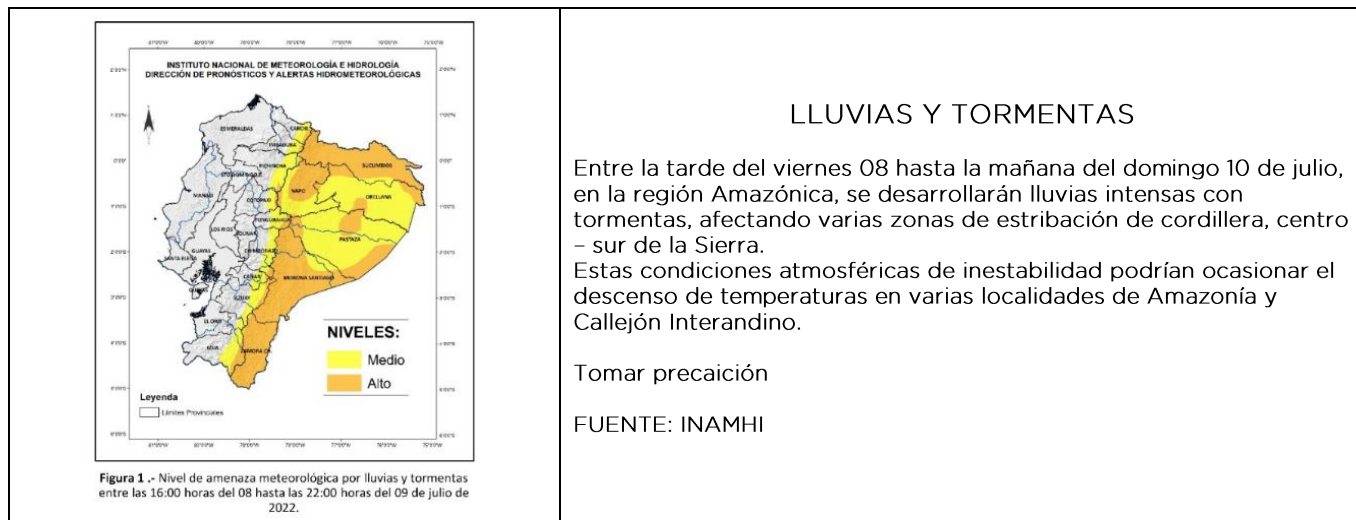 INSTITUTO NACIONAL DE METEOROLOGÍA E HIDROLOGÍA
DIRECCIÓN DE PRONÓSTICOS Y ALERTAS HIDROMETEOROLÓGICAS
ESMERALDAS
CARCHI
IMBABURA
SUCUMBIOS
PICHINCHA
MANABI
NAPO
ORELLANA
COTOPAXI
TUNGURAHUA
LOS RIOS
BOLIVAR
PASTAZA
GUAYAS
CHIMBORAZO
SANTA ELENA
MORONA SANTIAGO
CAÑAR
AZUAY
EL ORO
LOJA
ZAMORA CH.
NIVELES:
Medio
Alto
Leyenda
Límites Provinciales
Figura 1 .- Nivel de amenaza meteorológica por lluvias y tormentas
entre las 16:00 horas del 08 hasta las 22:00 horas del 09 de julio de
2022.
LLUVIAS Y TORMENTAS
Entre la tarde del viernes 08 hasta la mañana del domingo 10 de julio,
en la región Amazónica, se desarrollarán lluvias intensas con
tormentas, afectando varias zonas de estribación de cordillera, centro
– sur de la Sierra.
Estas condiciones atmosféricas de inestabilidad podrían ocasionar el
descenso de temperaturas en varias localidades de Amazonía y
Callejón Interandino.
Tomar precaición
FUENTE: INAMHI